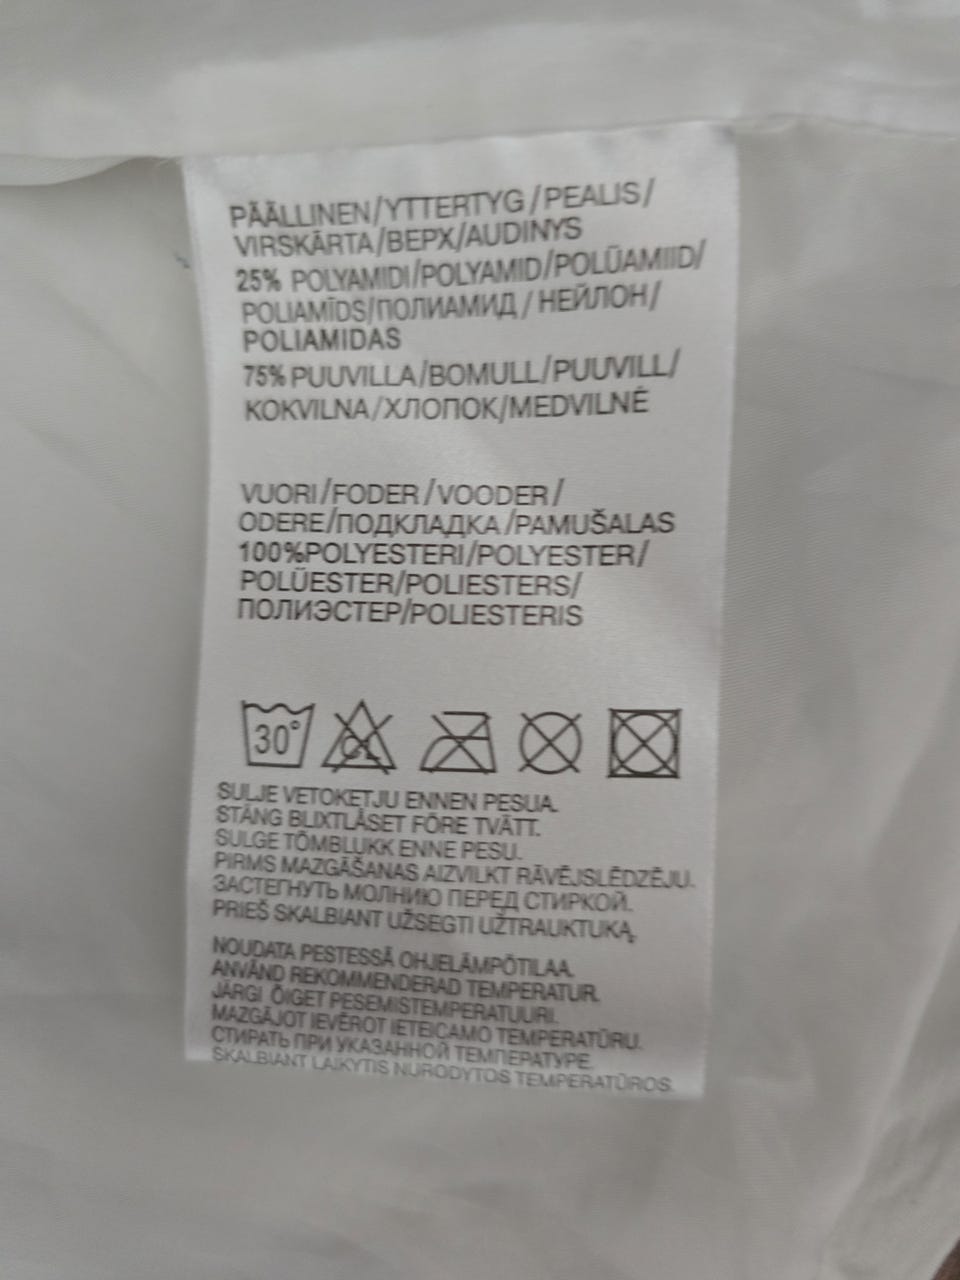 PÄÄLLINEN/YTTERTYG/PEALIS/
VIRSKĀRTA/ВЕРХ/AUDINYS
25% POLYAMIDI/POLYAMID/POLÜAMIID/
POLIAMĪDS/ПОЛИАМИД/НЕЙЛОН/
POLIAMIDAS
75% PUUVILLA/BOMULL/PUUVILL/
KOKVILNA/ХЛОПОК/MEDVILNĖ
VUORI/FODER/VOODER/
ODERE/ПОДКЛАДКА/PAMUŠALAS
100%POLYESTERI/POLYESTER/
POLÜESTER/POLIESTERS/
ПОЛИЭСТЕР/POLIESTERIS
30° CL
SULJE VETOKETJU ENNEN PESUA.
STÄNG BLIXTLÅSET FÖRE TVÄTT.
SULGE TÕMBLUKK ENNE PESU.
PIRMS MAZGĀŠANAS AIZVILKT RĀVĒJSLĒDZĒJU.
ЗАСТЕГНУТЬ МОЛНИЮ ПЕРЕД СТИРКОЙ.
PRIEŠ SKALBIANT UŽSEGTI UŽTRAUKTUKĄ.
NOUDATA PESTESSÄ OHJELÄMPÖTILAA.
ANVÄND REKOMMENDERAD TEMPERATUR.
JÄRGI ÕIGET PESEMISTEMPERATUURI.
MAZGĀJOT IEVĒROT IETEICAMO TEMPERATŪRU.
СТИРАТЬ ПРИ УКАЗАННОЙ ТЕМПЕРАТУРЕ.
SKALBIANT LAIKYTIS NURODYTOS TEMPERATŪROS.